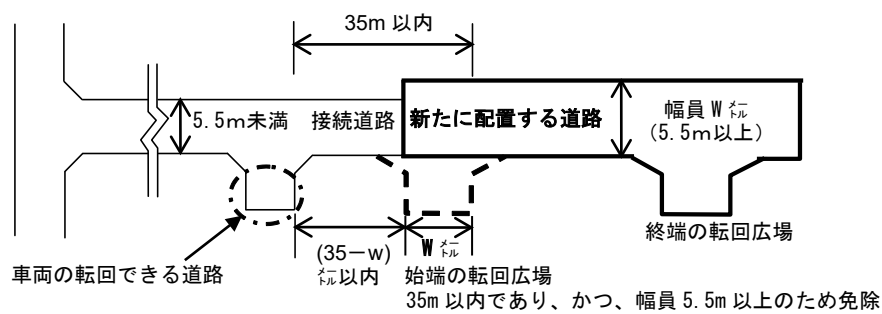 35m 以内
5.5m未満 接続道路 新たに配置する道路 幅員 W メートル
(5.5m以上)
終端の転回広場
(35－w)
メートル以内
W メートル
車両の転回できる道路
始端の転回広場
35m 以内であり、かつ、幅員 5.5m 以上のため免除